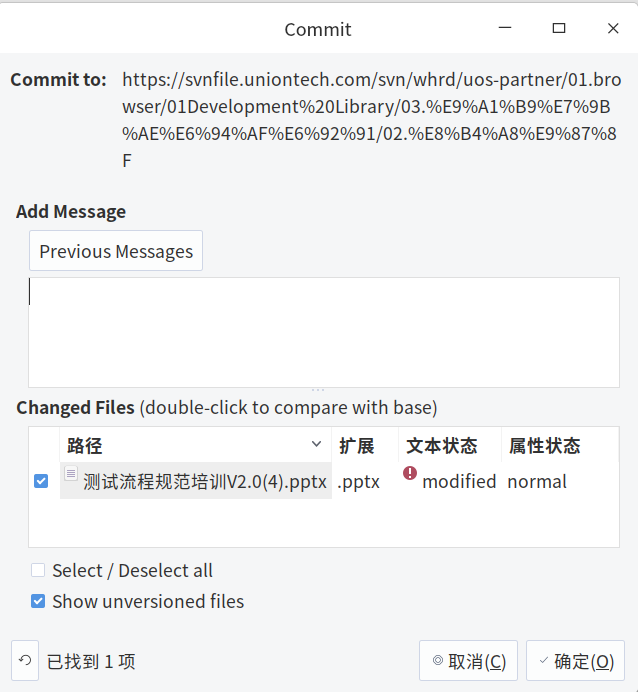 Commit
Commit to: https://svnfile.uniontech.com/svn/whrd/uos-partner/01.bro
wser/01Development%20Library/03.%E9%A1%B9%E7%9B
%AE%E6%94%AF%E6%92%91/02.%E8%B4%A8%E9%87%8
F
Add Message
Previous Messages
Changed Files (double-click to compare with base)
路径 扩展 文本状态 属性状态
测试流程规范培训V2.0(4).pptx .pptx modified normal
Select / Deselect all
Show unversioned files
已找到 1 项 取消(C) 确定(O)